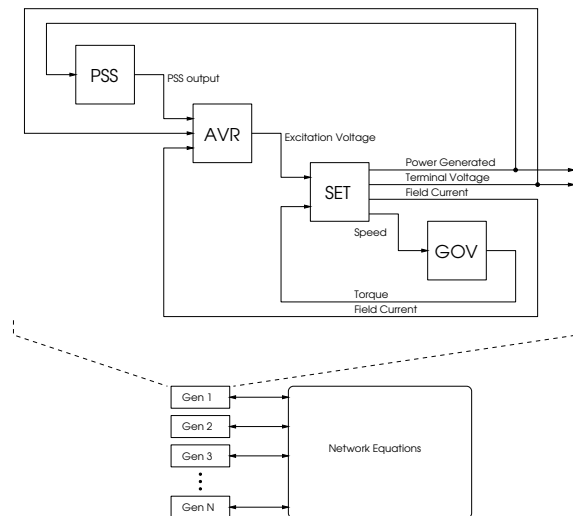 PSS
PSS output
AVR
Excitation Voltage
SET
Power Generated
Terminal Voltage
Field Current
Speed
GOV
Torque
Field Current
Gen 1
Gen 2
Gen 3
Gen N
Network Equations